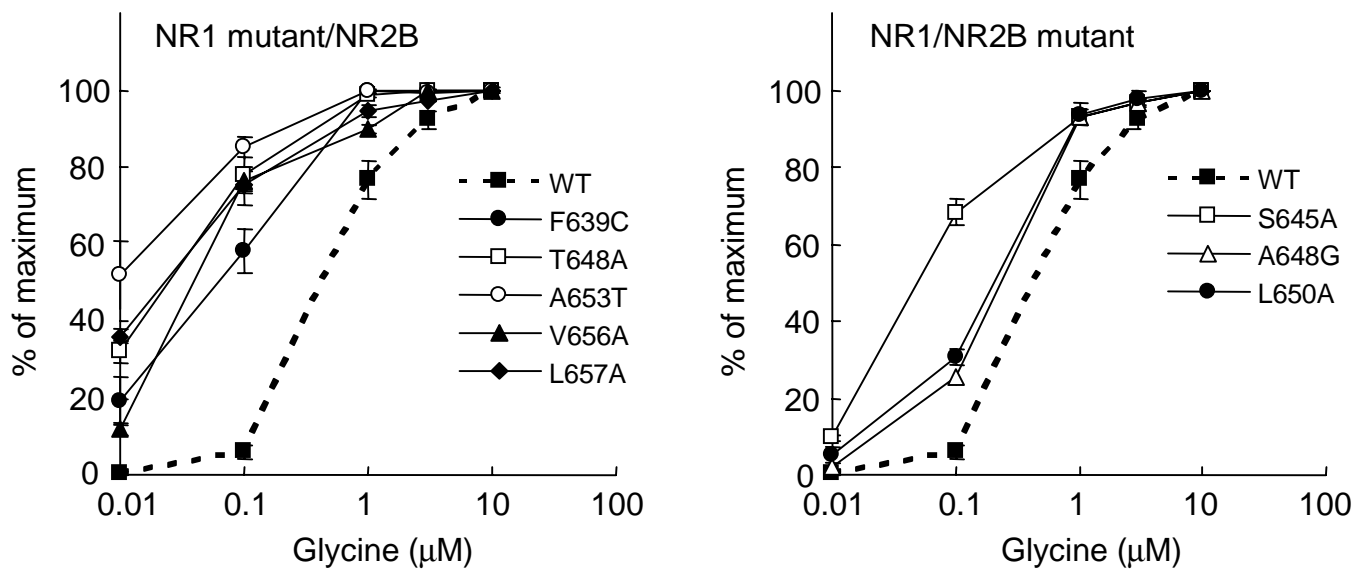 NR1 mutant/NR2B
% of maximum
100
80
60
40
20
0
0.01 0.1 1 10 100
Glycine (μM)
WT
F639C
T648A
A653T
V656A
L657A
NR1/NR2B mutant
% of maximum
100
80
60
40
20
0
0.01 0.1 1 10 100
Glycine (μM)
WT
S645A
A648G
L650A